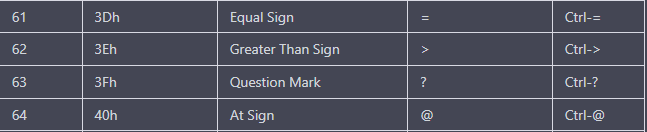 61 3Dh Equal Sign = Ctrl-=
62 3Eh Greater Than Sign > Ctrl->
63 3Fh Question Mark ? Ctrl-?
64 40h At Sign @ Ctrl-@